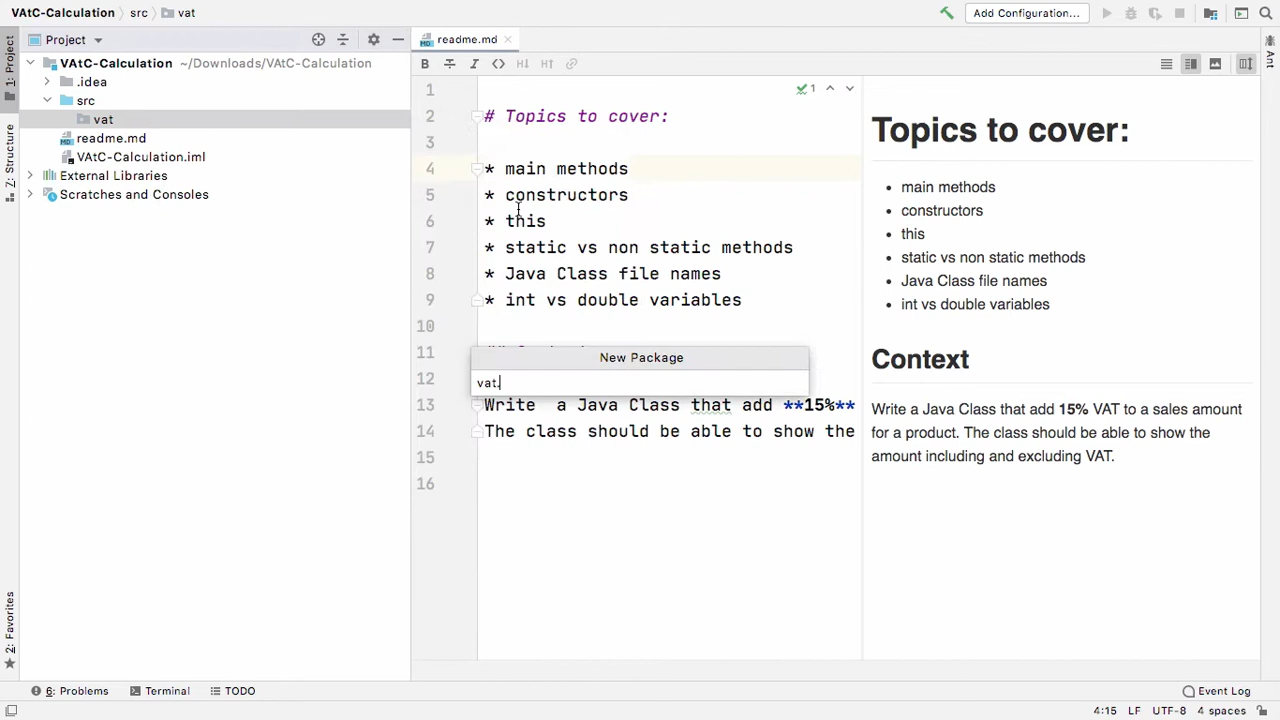 VAtC-Calculation src vat
Add Configuration...
1: Project
Z: Structure
2: Favorites
Project
VAtC-Calculation ~/Downloads/VAtC-Calculation
.idea
src
vat
readme.md
VAtC-Calculation.iml
External Libraries
Scratches and Consoles
readme.md
B I
1
1
2 # Topics to cover:
3
4 * main methods
5 * constructors
6 * this
7 * static vs non static methods
8 * Java Class file names
9 * int vs double variables
10
11
12
13 Write  a Java Class that add **15%**
14 The class should be able to show the
15
16
New Package
vat.
Topics to cover:
• main methods
• constructors
• this
• static vs non static methods
• Java Class file names
• int vs double variables
Context
Write a Java Class that add 15% VAT to a sales amount
for a product. The class should be able to show the
amount including and excluding VAT.
Ant
6: Problems Terminal TODO
Event Log
4:15 LF UTF-8 4 spaces